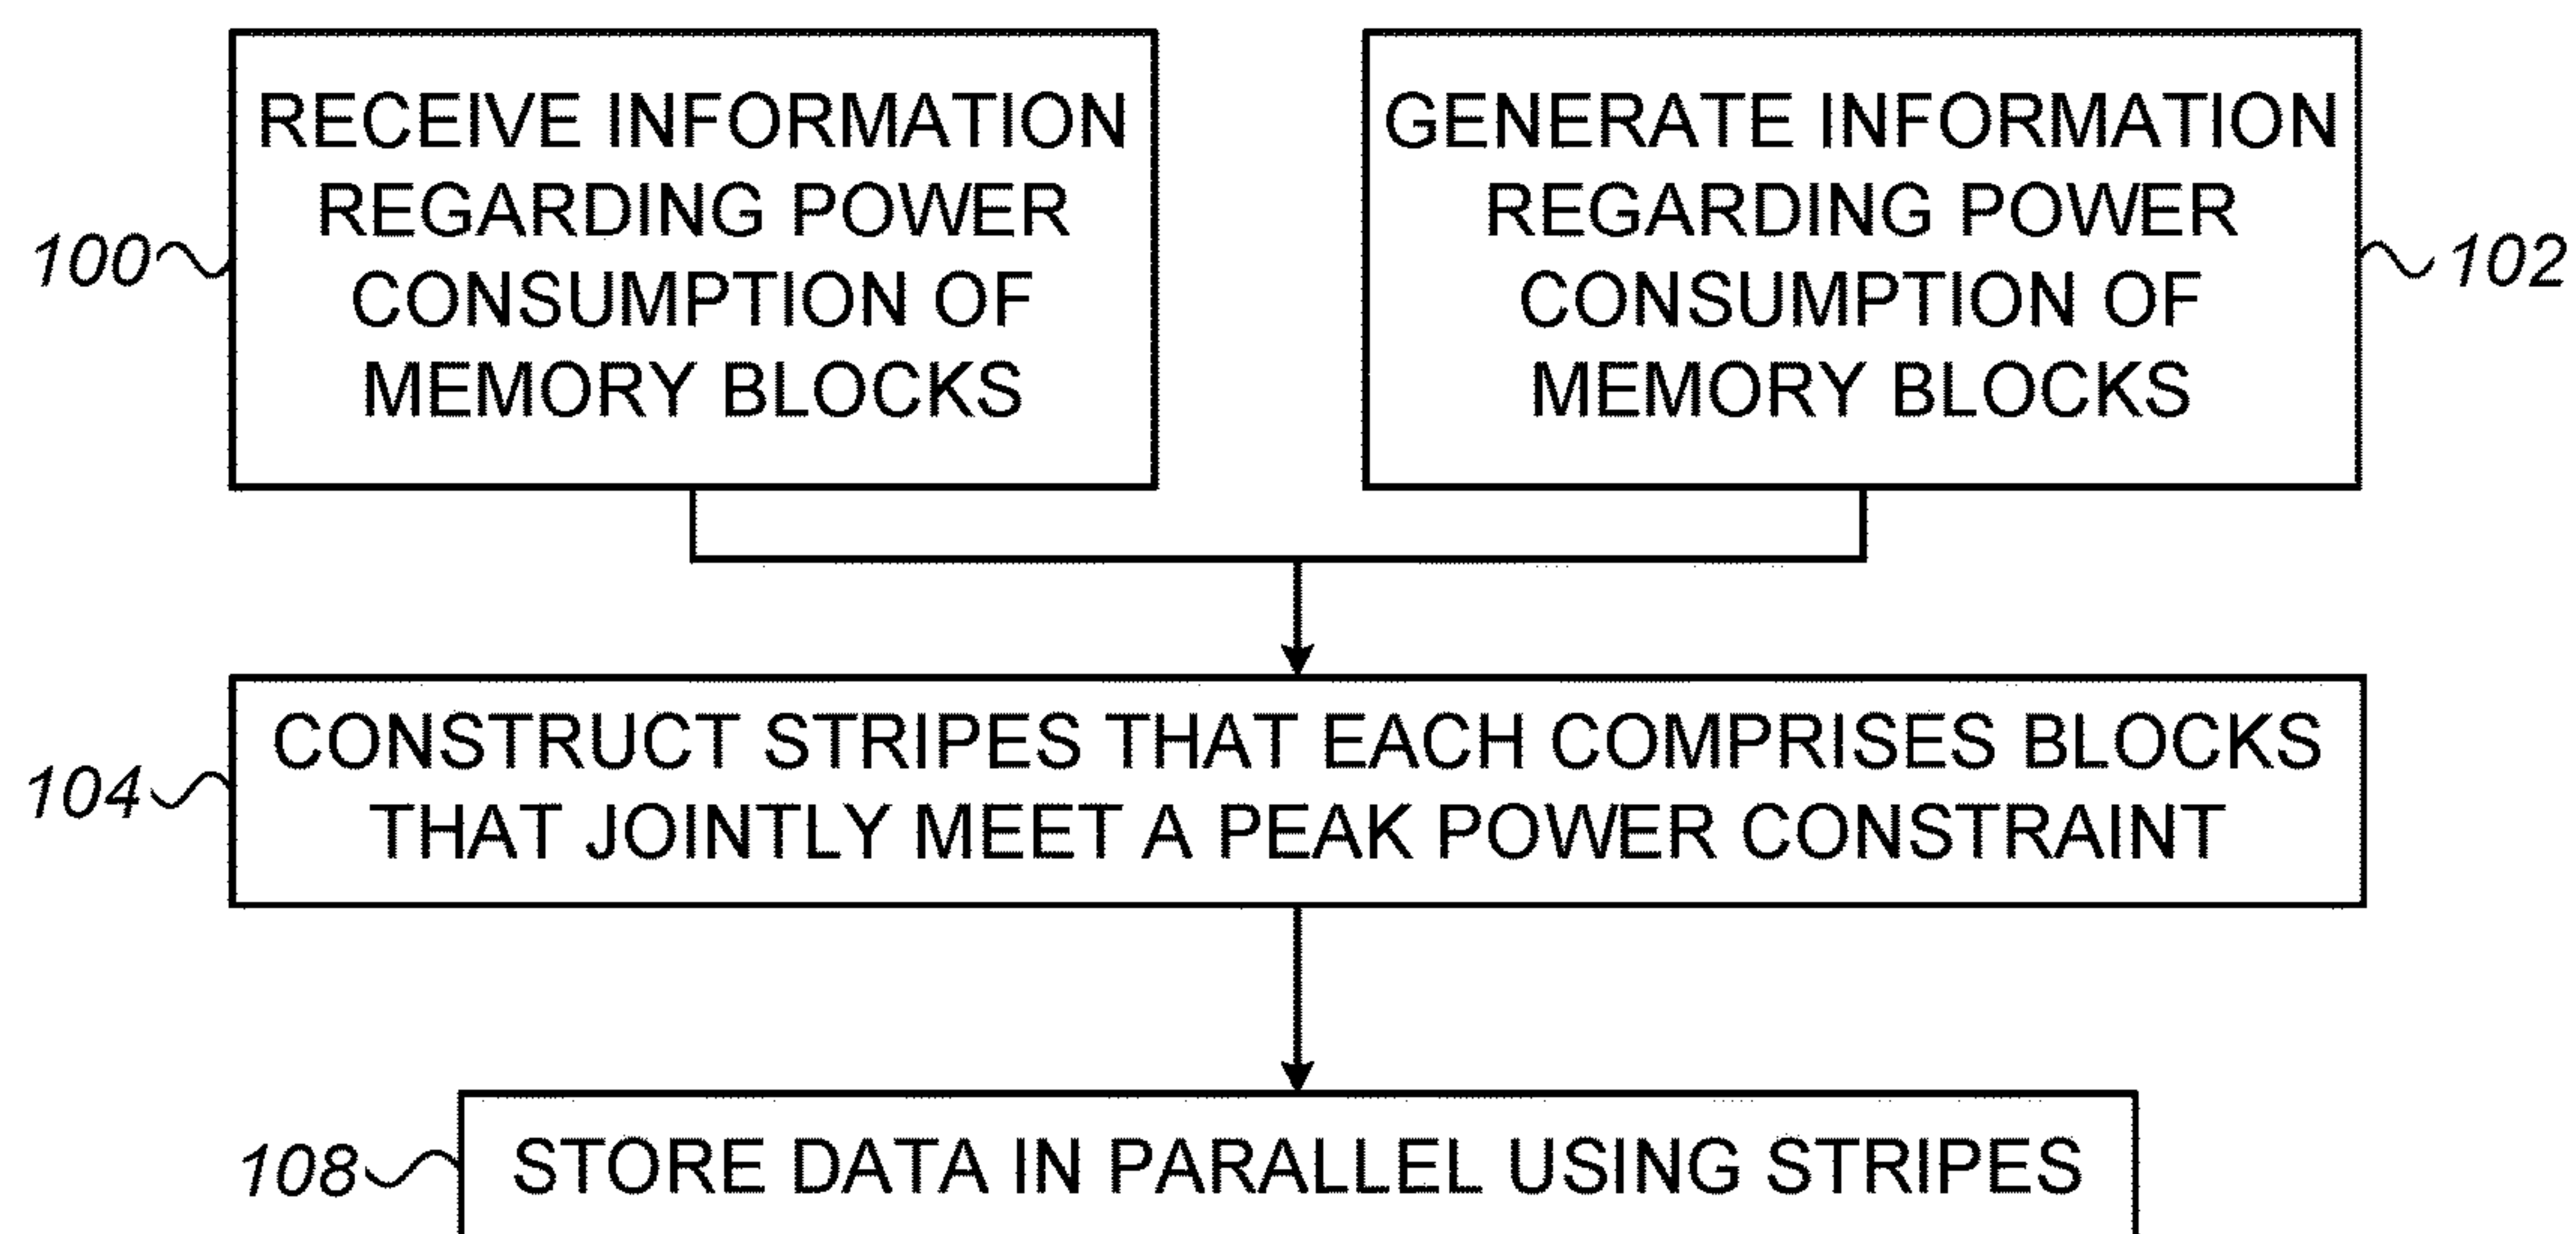 RECEIVE INFORMATION
REGARDING POWER
CONSUMPTION OF
MEMORY BLOCKS
100
GENERATE INFORMATION
REGARDING POWER
CONSUMPTION OF
MEMORY BLOCKS
102
CONSTRUCT STRIPES THAT EACH COMPRISES BLOCKS
THAT JOINTLY MEET A PEAK POWER CONSTRAINT
104
STORE DATA IN PARALLEL USING STRIPES
108